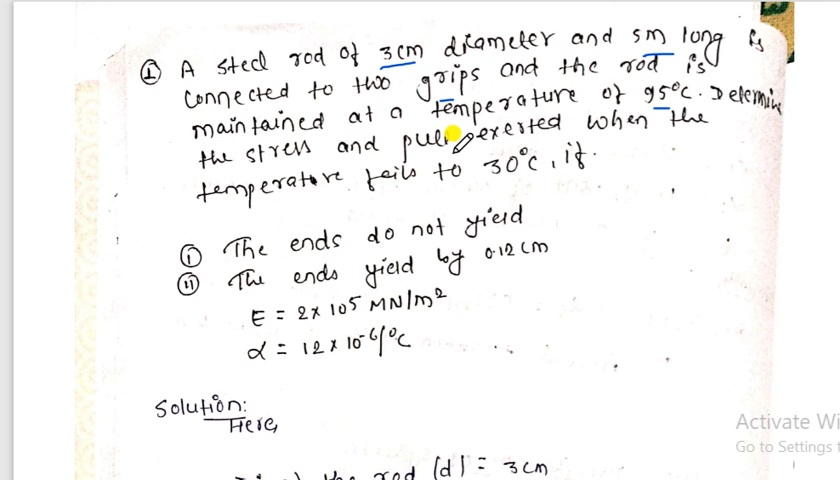 ① A steel rod of 3cm diameter and 5m long is
connected to two grips and the rod is
maintained at a temperature of 95°C. Determine
the stress and pull exerted when the
temperature falls to 30°C, if.
ⓘ The ends do not yield
ⓘⓘ The ends yield by 0.12 cm
E = 2 x 10⁵ MN/m²
α = 12 x 10⁻⁶/°C
Solution:
Here,
the rod (d) = 3cm
Activate Wi
Go to Settings t